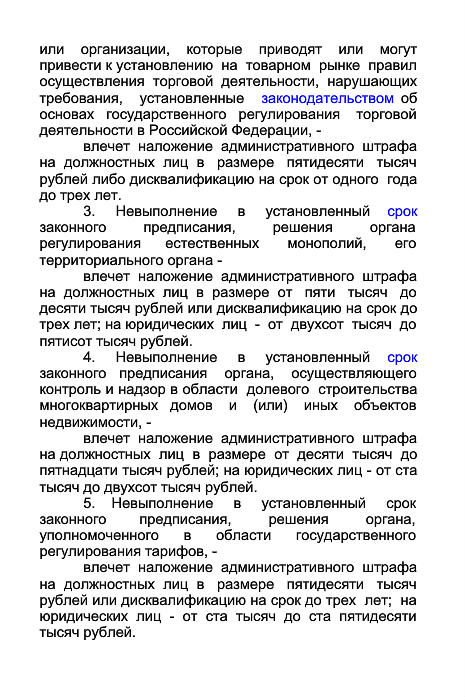 или организации, которые приводят или могут
привести к установлению на товарном рынке правил
осуществления торговой деятельности, нарушающих
требования, установленные законодательством об
основах государственного регулирования торговой
деятельности в Российской Федерации, -
влечет наложение административного штрафа
на должностных лиц в размере пятидесяти тысяч
рублей либо дисквалификацию на срок от одного года
до трех лет.
3. Невыполнение в установленный срок
законного предписания, решения органа
регулирования естественных монополий, его
территориального органа -
влечет наложение административного штрафа
на должностных лиц в размере от пяти тысяч до
десяти тысяч рублей или дисквалификацию на срок до
трех лет; на юридических лиц - от двухсот тысяч до
пятисот тысяч рублей.
4. Невыполнение в установленный срок
законного предписания органа, осуществляющего
контроль и надзор в области долевого строительства
многоквартирных домов и (или) иных объектов
недвижимости, -
влечет наложение административного штрафа
на должностных лиц в размере от десяти тысяч до
пятнадцати тысяч рублей; на юридических лиц - от ста
тысяч до двухсот тысяч рублей.
5. Невыполнение в установленный срок
законного предписания, решения органа,
уполномоченного в области государственного
регулирования тарифов, -
влечет наложение административного штрафа
на должностных лиц в размере пятидесяти тысяч
рублей или дисквалификацию на срок до трех лет; на
юридических лиц - от ста тысяч до ста пятидесяти
тысяч рублей.